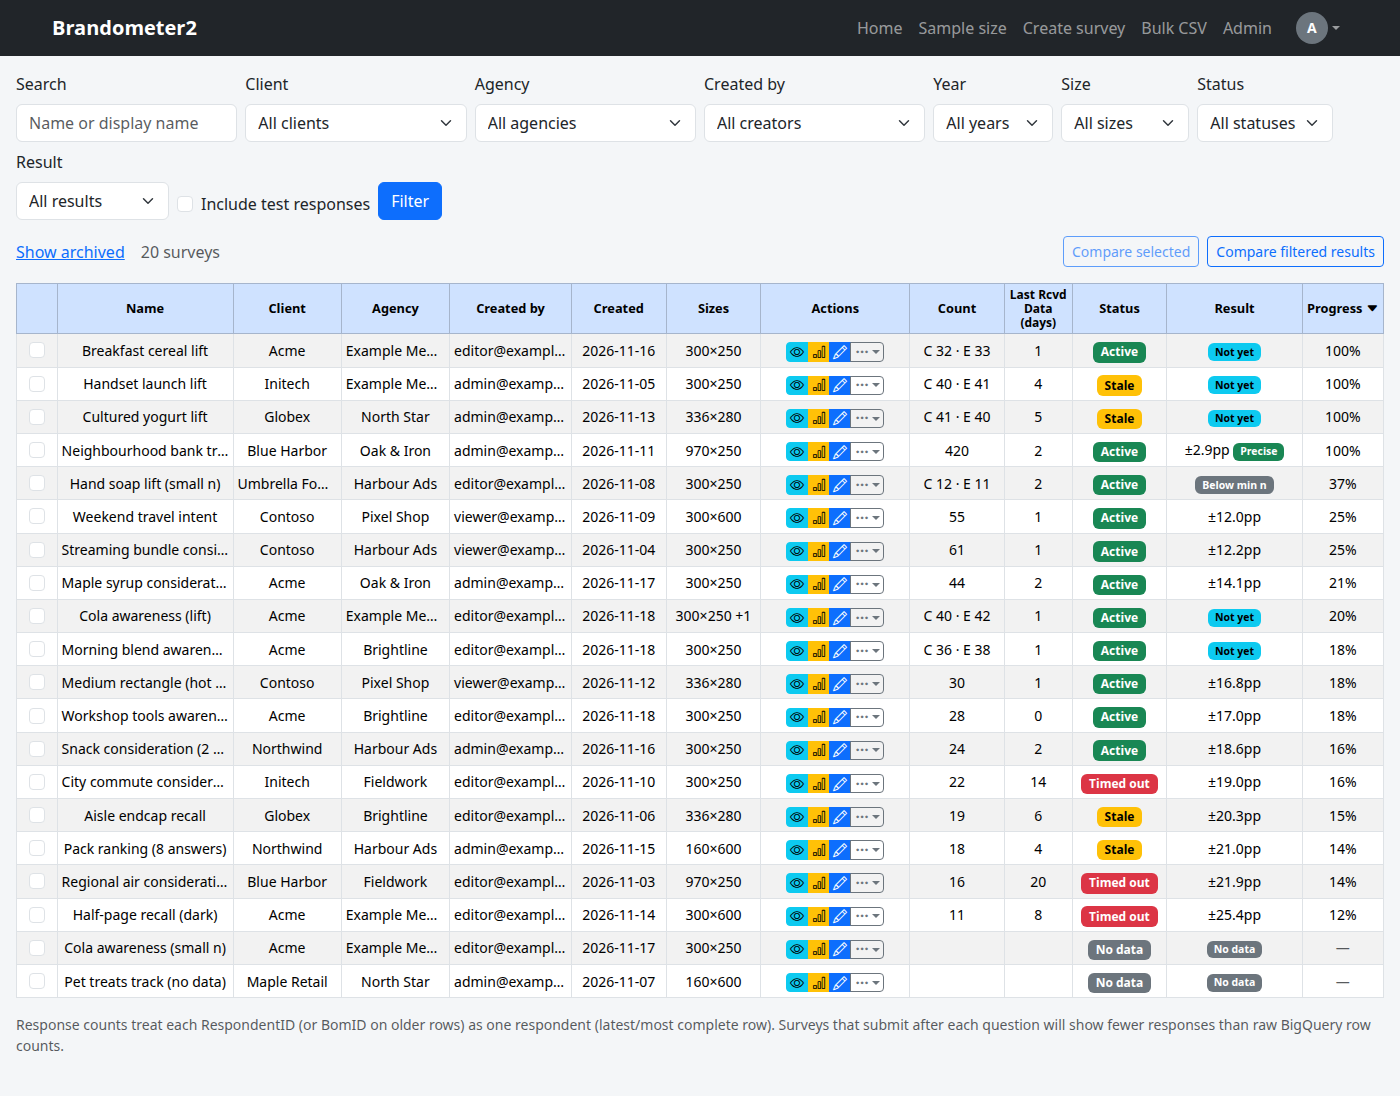 Brandometer2 Home Sample size Create survey Bulk CSV Admin A
Search Client Agency Created by Year Size Status
Name or display name All clients All agencies All creators All years All sizes All statuses
Result
All results Include test responses Filter
Show archived 20 surveys Compare selected Compare filtered results
Name Client Agency Created by Created Sizes Actions Count Last Rcvd Data (days) Status Result Progress ▼
Breakfast cereal lift Acme Example Me... editor@exampl... 2026-11-16 300×250 ... C 32 · E 33 1 Active Not yet 100%
Handset launch lift Initech Example Me... admin@examp... 2026-11-05 300×250 ... C 40 · E 41 4 Stale Not yet 100%
Cultured yogurt lift Globex North Star admin@examp... 2026-11-13 336×280 ... C 41 · E 40 5 Stale Not yet 100%
Neighbourhood bank tr... Blue Harbor Oak & Iron admin@examp... 2026-11-11 970×250 ... 420 2 Active ±2.9pp Precise 100%
Hand soap lift (small n) Umbrella Fo... Harbour Ads editor@exampl... 2026-11-08 300×250 ... C 12 · E 11 2 Active Below min n 37%
Weekend travel intent Contoso Pixel Shop viewer@examp... 2026-11-09 300×600 ... 55 1 Active ±12.0pp 25%
Streaming bundle consi... Contoso Harbour Ads viewer@examp... 2026-11-04 300×250 ... 61 1 Active ±12.2pp 25%
Maple syrup considerat... Acme Oak & Iron admin@examp... 2026-11-17 300×250 ... 44 2 Active ±14.1pp 21%
Cola awareness (lift) Acme Example Me... editor@exampl... 2026-11-18 300×250 +1 ... C 40 · E 42 1 Active Not yet 20%
Morning blend awaren... Acme Brightline editor@exampl... 2026-11-18 300×250 ... C 36 · E 38 1 Active Not yet 18%
Medium rectangle (hot ... Contoso Pixel Shop viewer@examp... 2026-11-12 336×280 ... 30 1 Active ±16.8pp 18%
Workshop tools awaren... Acme Brightline editor@exampl... 2026-11-18 300×250 ... 28 0 Active ±17.0pp 18%
Snack consideration (2 ... Northwind Harbour Ads admin@examp... 2026-11-16 300×250 ... 24 2 Active ±18.6pp 16%
City commute consider... Initech Fieldwork editor@exampl... 2026-11-10 300×250 ... 22 14 Timed out ±19.0pp 16%
Aisle endcap recall Globex Brightline editor@exampl... 2026-11-06 336×280 ... 19 6 Stale ±20.3pp 15%
Pack ranking (8 answers) Northwind Harbour Ads admin@examp... 2026-11-15 160×600 ... 18 4 Stale ±21.0pp 14%
Regional air considerati... Blue Harbor Fieldwork editor@exampl... 2026-11-03 970×250 ... 16 20 Timed out ±21.9pp 14%
Half-page recall (dark) Acme Example Me... editor@exampl... 2026-11-14 300×600 ... 11 8 Timed out ±25.4pp 12%
Cola awareness (small n) Acme Example Me... editor@exampl... 2026-11-17 300×250 ... No data No data —
Pet treats track (no data) Maple Retail North Star admin@examp... 2026-11-07 160×600 ... No data No data —
Response counts treat each RespondentID (or BomID on older rows) as one respondent (latest/most complete row). Surveys that submit after each question will show fewer responses than raw BigQuery row
counts.